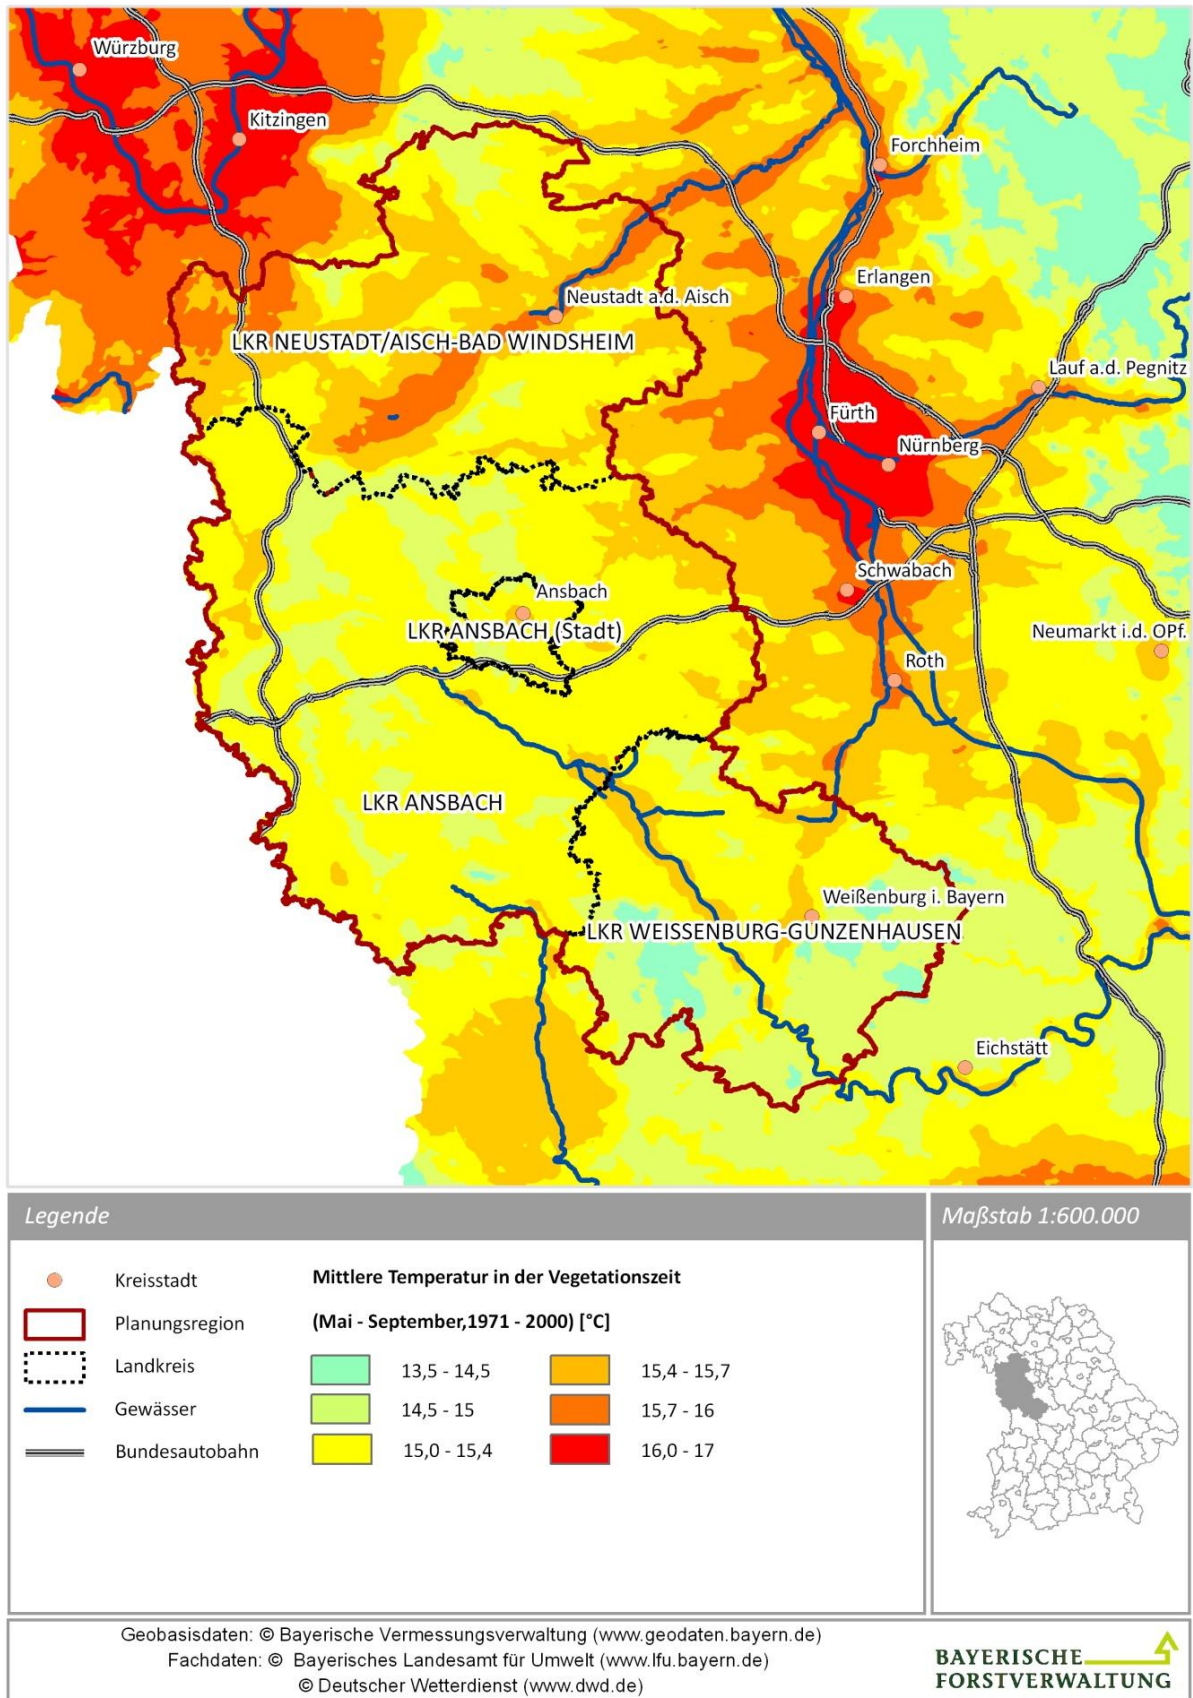 Würzburg
Kitzingen
Forchheim
Erlangen
Neustadt a.d. Aisch
LKR NEUSTADT/AISCH-BAD WINDSHEIM
Lauf a.d. Pegnitz
Fürth
Nürnberg
Schwabach
Ansbach
LKR ANSBACH (Stadt)
Neumarkt i.d. OPf.
Roth
LKR ANSBACH
Weißenburg i. Bayern
LKR WEISSENBURG-GUNZENHAUSEN
Eichstätt
Legende
Maßstab 1:600.000
Kreisstadt
Planungsregion
Landkreis
Gewässer
Bundesautobahn
Mittlere Temperatur in der Vegetationszeit
(Mai - September,1971 - 2000) [°C]
13,5 - 14,5
14,5 - 15
15,0 - 15,4
15,4 - 15,7
15,7 - 16
16,0 - 17
Geobasisdaten: © Bayerische Vermessungsverwaltung (www.geodaten.bayern.de)
Fachdaten: © Bayerisches Landesamt für Umwelt (www.lfu.bayern.de)
© Deutscher Wetterdienst (www.dwd.de)
BAYERISCHE
FORSTVERWALTUNG